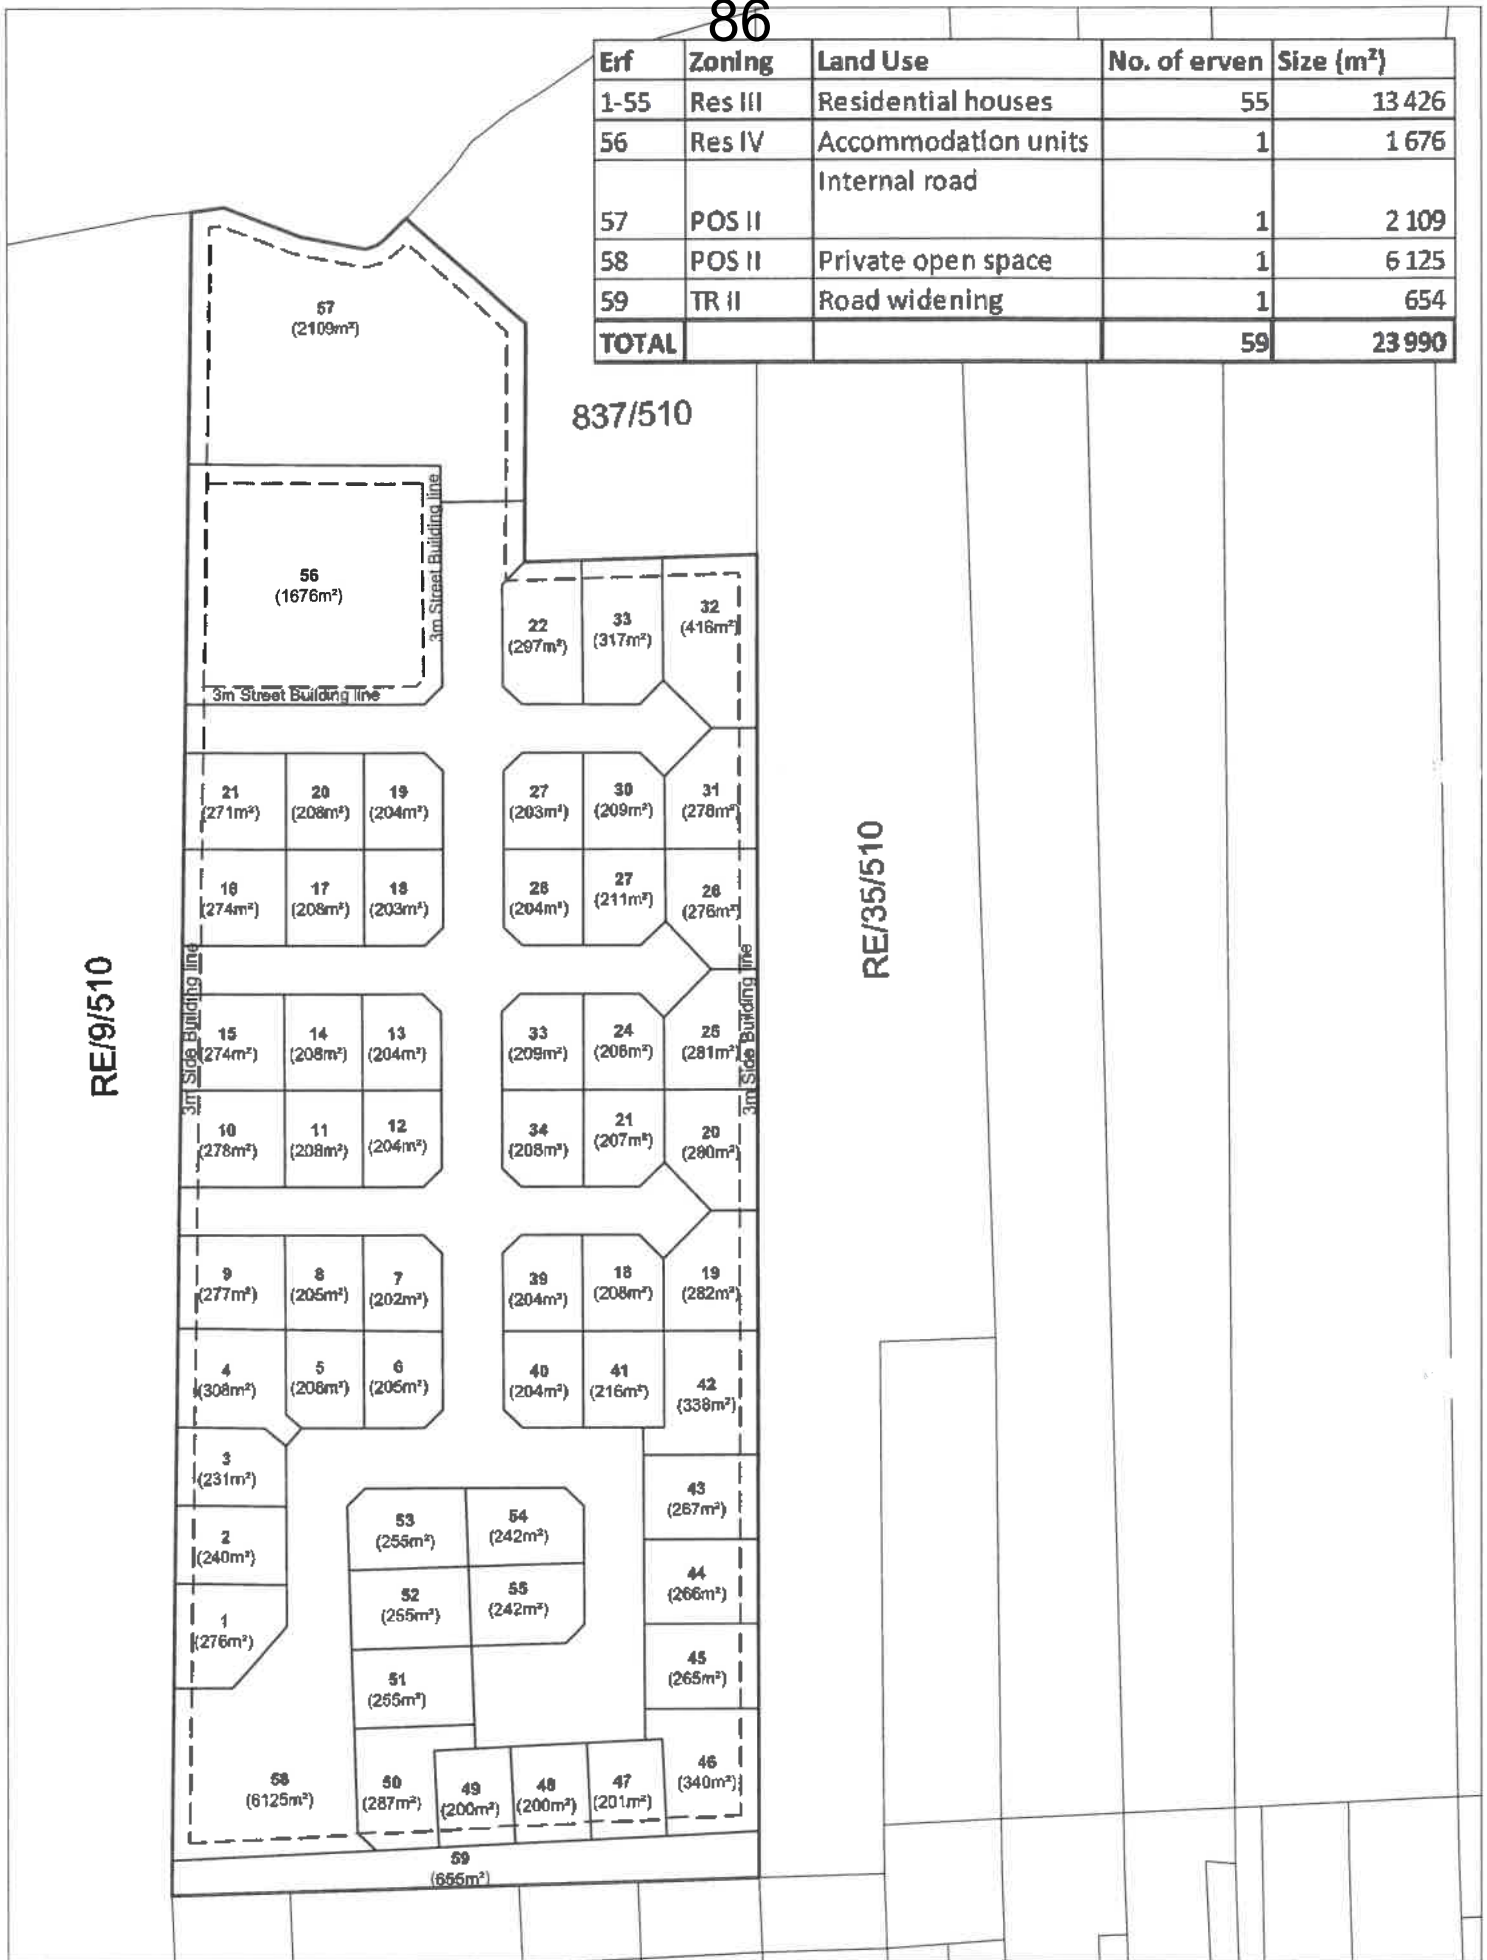 86
Erf Zoning Land Use No. of erven Size (m²)
1-55 Res III Residential houses 55 13 426
56 Res IV Accommodation units 1 1 676
Internal road
57 POS II 1 2 109
58 POS II Private open space 1 6 125
59 TR II Road widening 1 654
TOTAL 59 23 990
57
(2109m²)
837/510
56
(1676m²)
3m Street Building line
3m Street Building line
22
(297m²)
33
(317m²)
32
(416m²)
21
(271m²)
20
(208m²)
19
(204m²)
27
(203m²)
30
(209m²)
31
(278m²)
16
(274m²)
17
(208m²)
18
(203m²)
28
(204m²)
27
(211m²)
26
(276m²)
RE/9/510
RE/35/510
3m Side Building line
3m Side Building line
15
(274m²)
14
(208m²)
13
(204m²)
33
(209m²)
24
(206m²)
25
(281m²)
10
(278m²)
11
(208m²)
12
(204m²)
34
(208m²)
21
(207m²)
20
(280m²)
9
(277m²)
8
(205m²)
7
(202m²)
39
(204m²)
18
(208m²)
19
(282m²)
4
(308m²)
5
(206m²)
6
(205m²)
40
(204m²)
41
(216m²)
42
(338m²)
3
(231m²)
2
(240m²)
1
(276m²)
53
(255m²)
54
(242m²)
52
(255m²)
55
(242m²)
51
(255m²)
43
(267m²)
44
(266m²)
45
(265m²)
46
(340m²)
58
(6125m²)
50
(287m²)
49
(200m²)
48
(200m²)
47
(201m²)
59
(655m²)